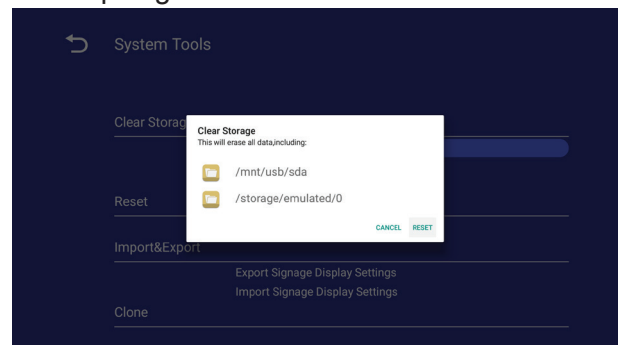 System Tools
Clear Storag
Clear Storage
This will erase all data,including:
/mnt/usb/sda
/storage/emulated/0
CANCEL RESET
Reset
Import&Export
Export Signage Display Settings
Import Signage Display Settings
Clone